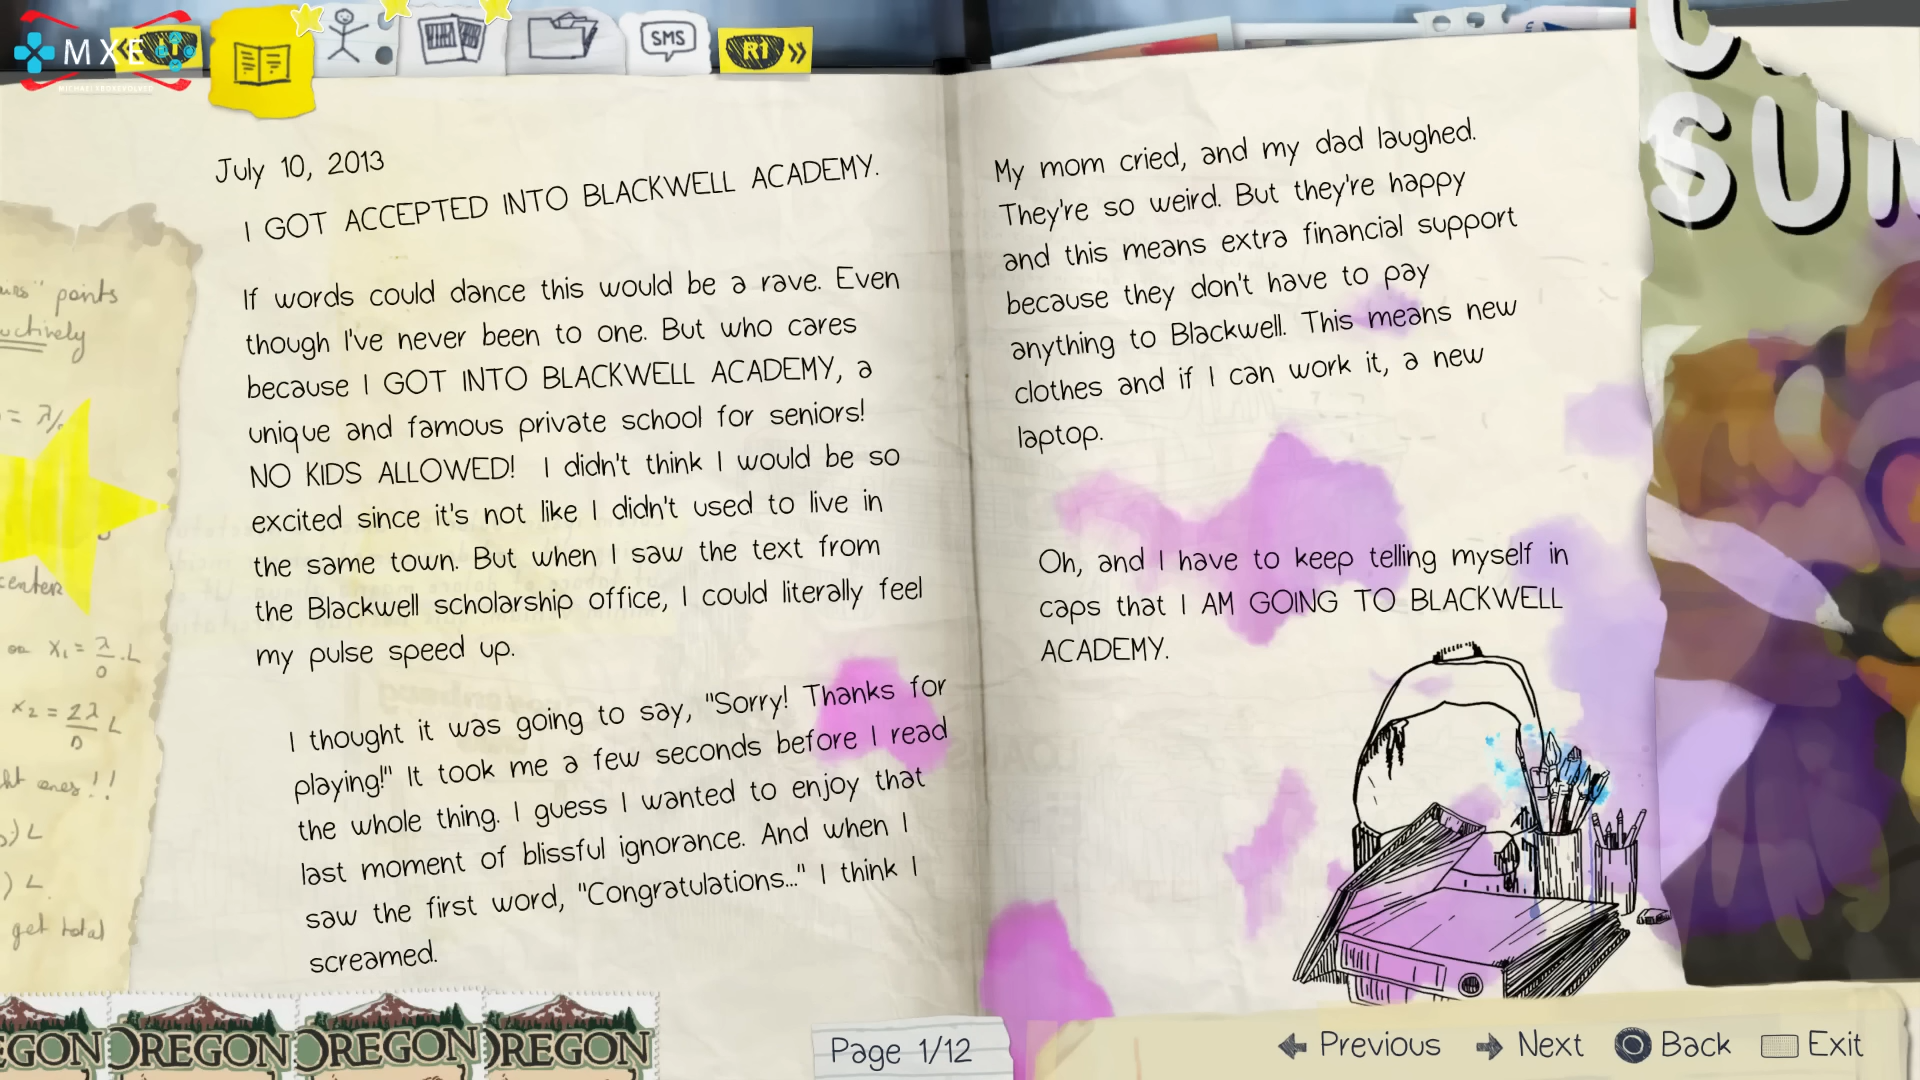 MXE
SMS
R1
July 10, 2013
I GOT ACCEPTED INTO BLACKWELL ACADEMY.
If words could dance this would be a rave. Even
though I've never been to one. But who cares
because I GOT INTO BLACKWELL ACADEMY, a
unique and famous private school for seniors!
NO KIDS ALLOWED! I didn't think I would be so
excited since it's not like I didn't used to live in
the same town. But when I saw the text from
the Blackwell scholarship office, I could literally feel
my pulse speed up.
I thought it was going to say, "Sorry! Thanks for
playing!" It took me a few seconds before I read
the whole thing. I guess I wanted to enjoy that
last moment of blissful ignorance. And when I
saw the first word, "Congratulations..." I think I
screamed.
My mom cried, and my dad laughed.
They're so weird. But they're happy
and this means extra financial support
because they don't have to pay
anything to Blackwell. This means new
clothes and if I can work it, a new
laptop.
Oh, and I have to keep telling myself in
caps that I AM GOING TO BLACKWELL
ACADEMY.
points
center
x₁ = λ/D . L
x₂ = 2λ/D L
ones!!
get total
SUN
EGON OREGON OREGON OREGON
Page 1/12
Previous Next Back Exit